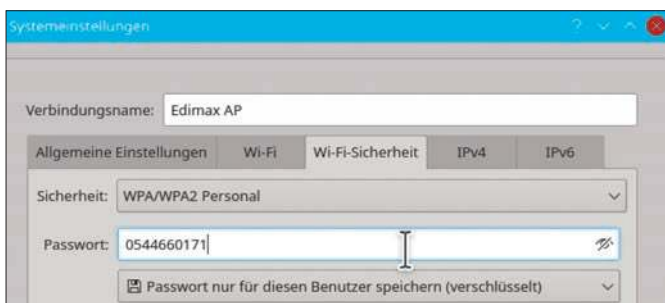 Systemeinstellungen
Verbindungsname: Edimax AP
Allgemeine Einstellungen Wi-Fi Wi-Fi-Sicherheit IPv4 IPv6
Sicherheit: WPA/WPA2 Personal
Passwort: 0544660171
Passwort nur für diesen Benutzer speichern (verschlüsselt)